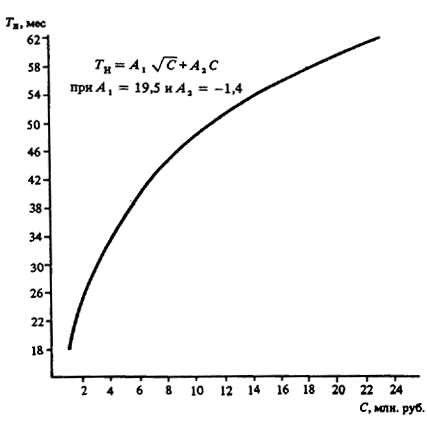 Tн, мес
62
58
54
50
46
42
38
34
30
26
22
18
Tн = A₁ √C + A₂ C
при A₁ = 19,5 и A₂ = −1,4
2 4 6 8 10 12 14 16 18 20 22 24
C, млн. руб.